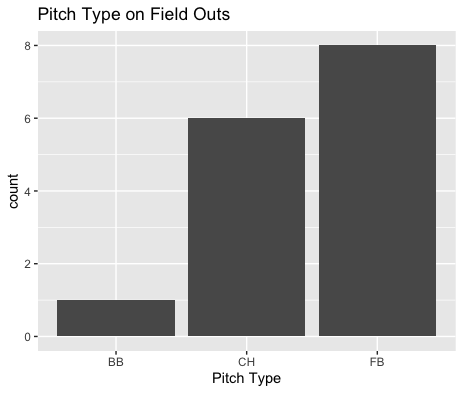 Pitch Type on Field Outs
8
6
4
2
0
count
BB CH FB
Pitch Type